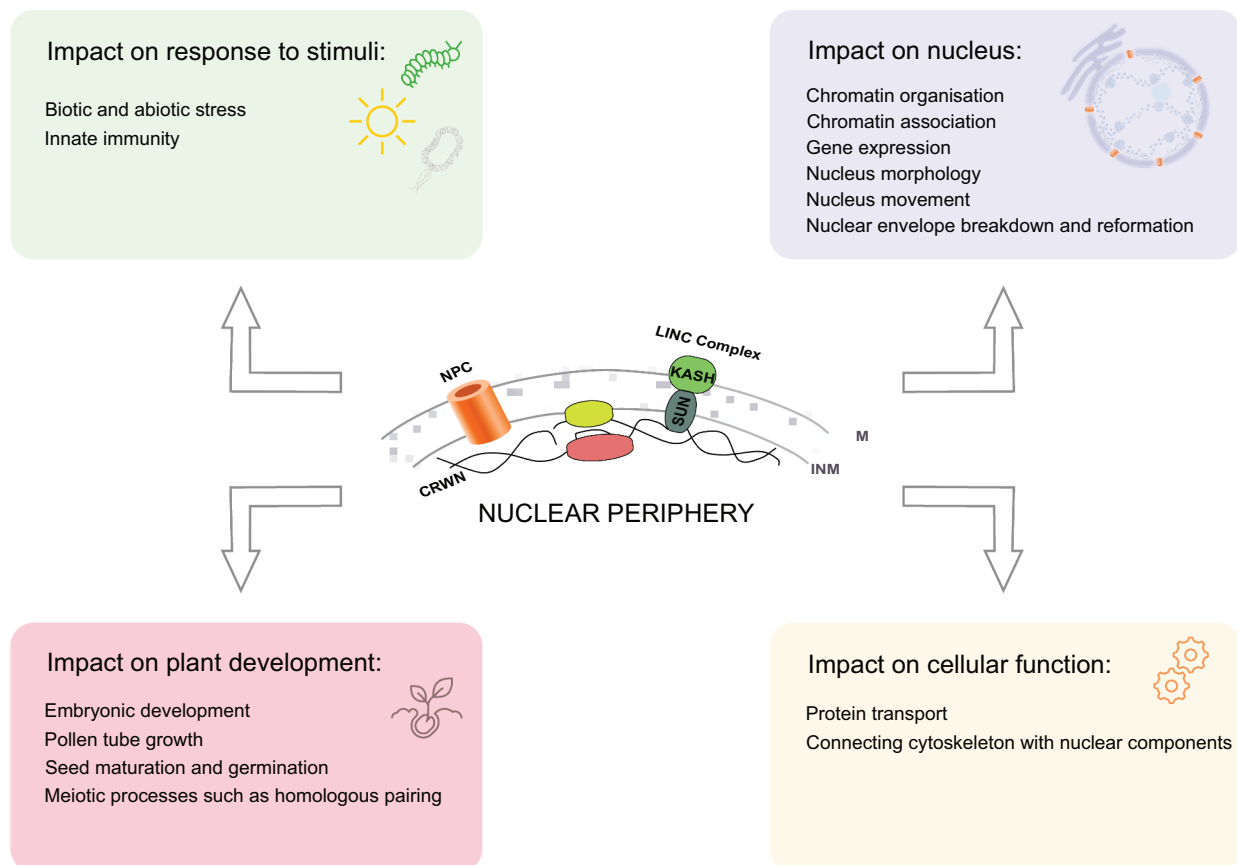 Impact on response to stimuli:
Biotic and abiotic stress
Innate immunity
Impact on nucleus:
Chromatin organisation
Chromatin association
Gene expression
Nucleus morphology
Nucleus movement
Nuclear envelope breakdown and reformation
LINC Complex
NPC
KASH
SUN
M
INM
CRWN
NUCLEAR PERIPHERY
Impact on plant development:
Embryonic development
Pollen tube growth
Seed maturation and germination
Meiotic processes such as homologous pairing
Impact on cellular function:
Protein transport
Connecting cytoskeleton with nuclear components